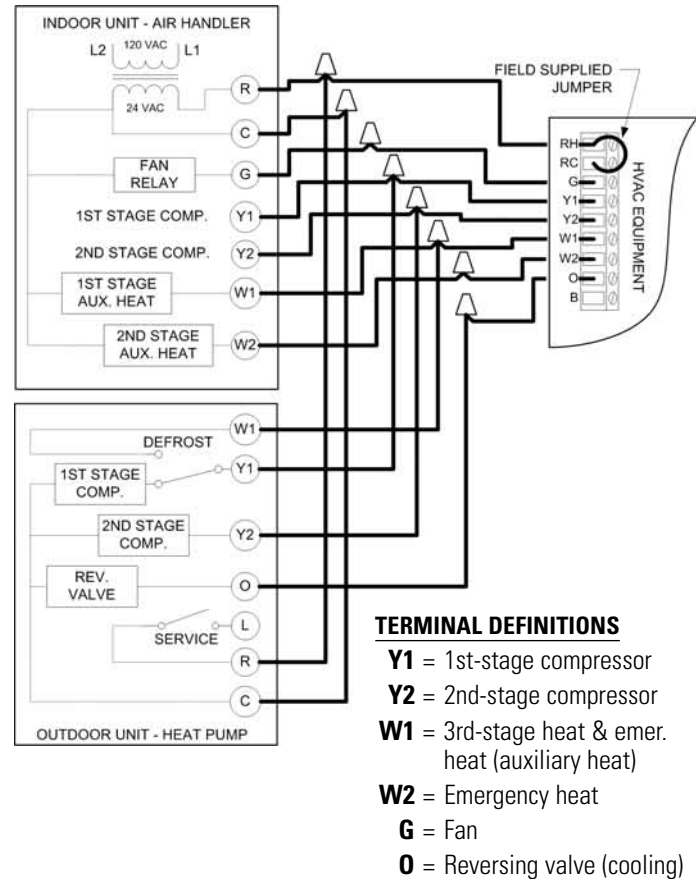 INDOOR UNIT - AIR HANDLER
L2 120 VAC L1
24 VAC
R
C
FAN
RELAY
G
1ST STAGE COMP.
Y1
2ND STAGE COMP.
Y2
1ST STAGE
AUX. HEAT
W1
2ND STAGE
AUX. HEAT
W2
FIELD SUPPLIED
JUMPER
RH
RC
G
Y1
Y2
W1
W2
O
B
HVAC EQUIPMENT
W1
DEFROST
Y1
1ST STAGE
COMP.
2ND STAGE
COMP.
Y2
REV.
VALVE
O
L
SERVICE
R
C
OUTDOOR UNIT - HEAT PUMP
TERMINAL DEFINITIONS
Y1 = 1st-stage compressor
Y2 = 2nd-stage compressor
W1 = 3rd-stage heat & emer.
heat (auxiliary heat)
W2 = Emergency heat
G = Fan
O = Reversing valve (cooling)